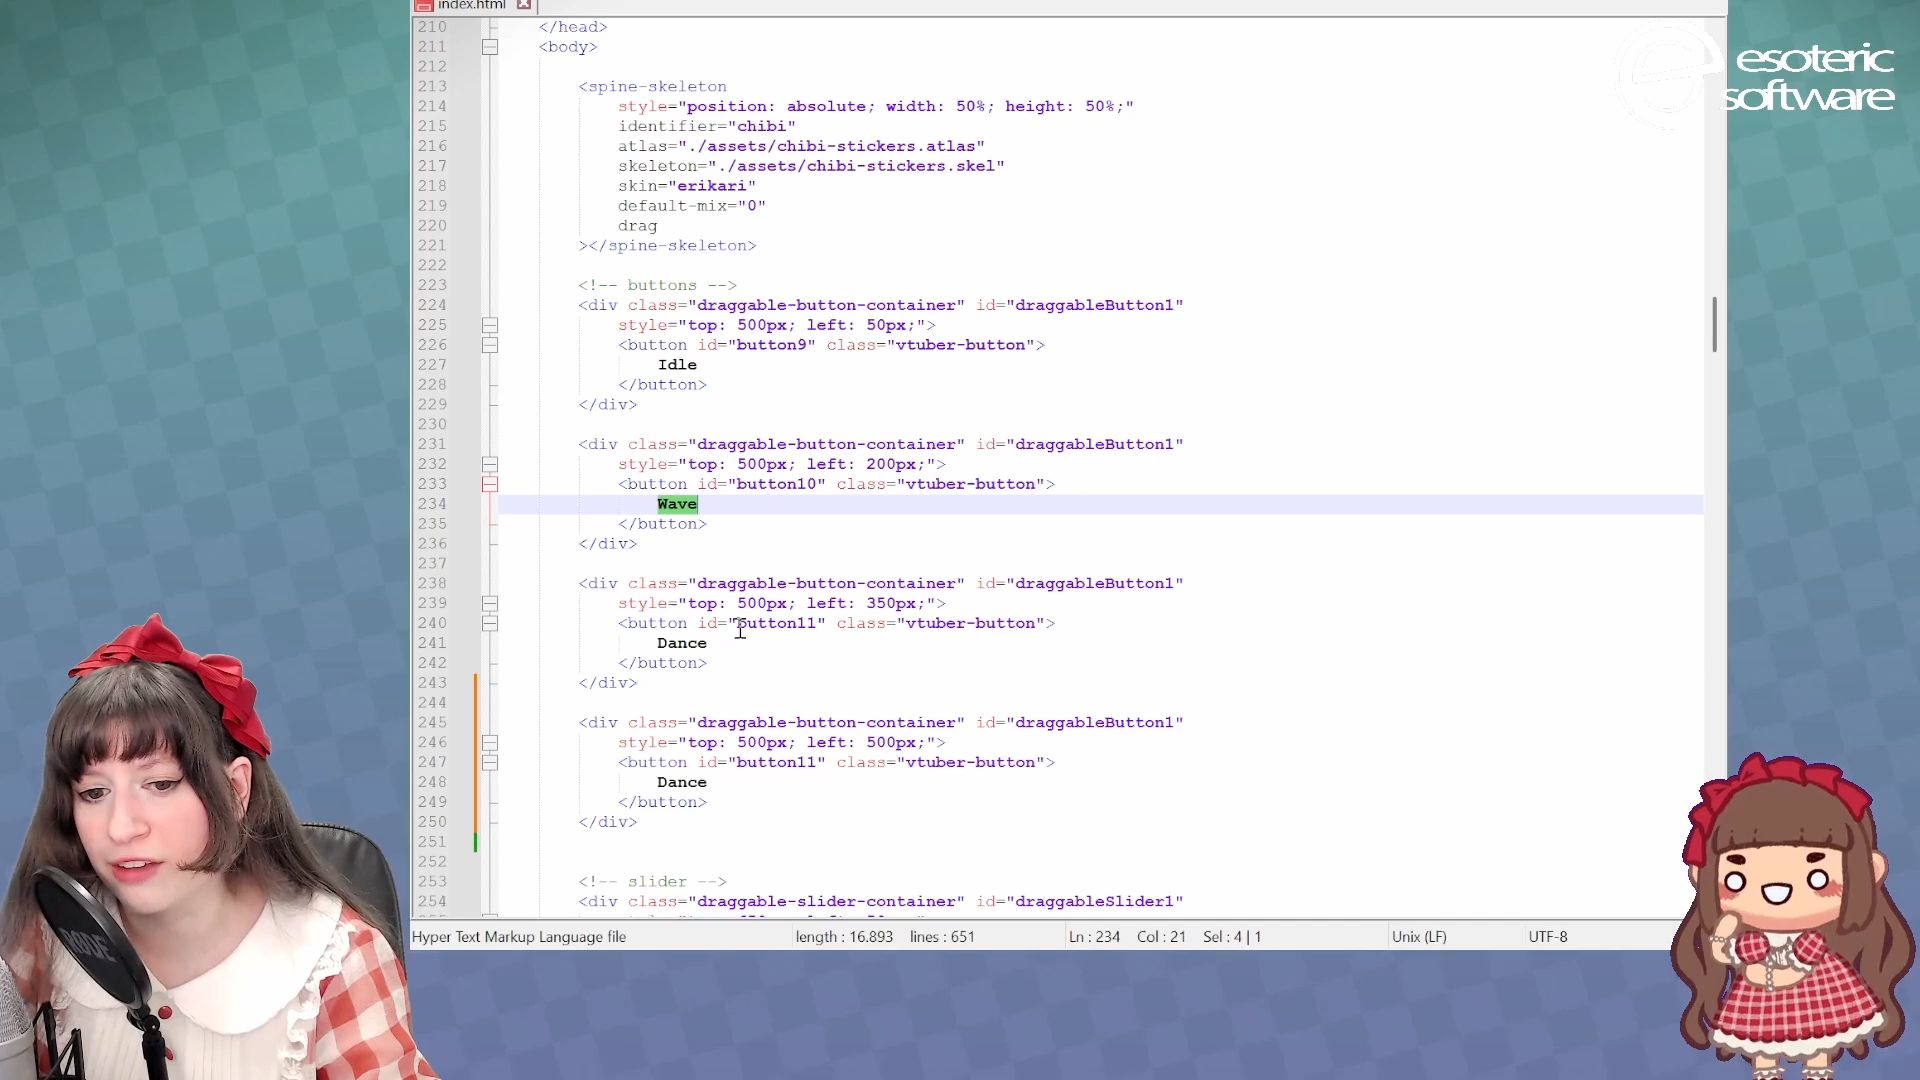 index.html
esoteric
software
210 </head>
211 <body>
212
213 <spine-skeleton
214 style="position: absolute; width: 50%; height: 50%;"
215 identifier="chibi"
216 atlas="./assets/chibi-stickers.atlas"
217 skeleton="./assets/chibi-stickers.skel"
218 skin="erikari"
219 default-mix="0"
220 drag
221 ></spine-skeleton>
222
223 <!-- buttons -->
224 <div class="draggable-button-container" id="draggableButton1"
225 style="top: 500px; left: 50px;">
226 <button id="button9" class="vtuber-button">
227 Idle
228 </button>
229 </div>
230
231 <div class="draggable-button-container" id="draggableButton1"
232 style="top: 500px; left: 200px;">
233 <button id="button10" class="vtuber-button">
234 Wave
235 </button>
236 </div>
237
238 <div class="draggable-button-container" id="draggableButton1"
239 style="top: 500px; left: 350px;">
240 <button id="button11" class="vtuber-button">
241 Dance
242 </button>
243 </div>
244
245 <div class="draggable-button-container" id="draggableButton1"
246 style="top: 500px; left: 500px;">
247 <button id="button11" class="vtuber-button">
248 Dance
249 </button>
250 </div>
251
252
253 <!-- slider -->
254 <div class="draggable-slider-container" id="draggableSlider1"
Hyper Text Markup Language file length : 16.893 lines : 651 Ln : 234 Col : 21 Sel : 4 | 1 Unix (LF) UTF-8
RODE